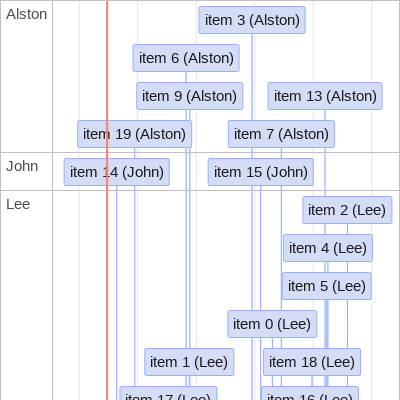 Alston
item 3 (Alston)
item 6 (Alston)
item 9 (Alston)
item 13 (Alston)
item 19 (Alston)
item 7 (Alston)
John
item 14 (John)
item 15 (John)
Lee
item 2 (Lee)
item 4 (Lee)
item 5 (Lee)
item 0 (Lee)
item 1 (Lee)
item 18 (Lee)
item 17 (Lee)
item 16 (Lee)